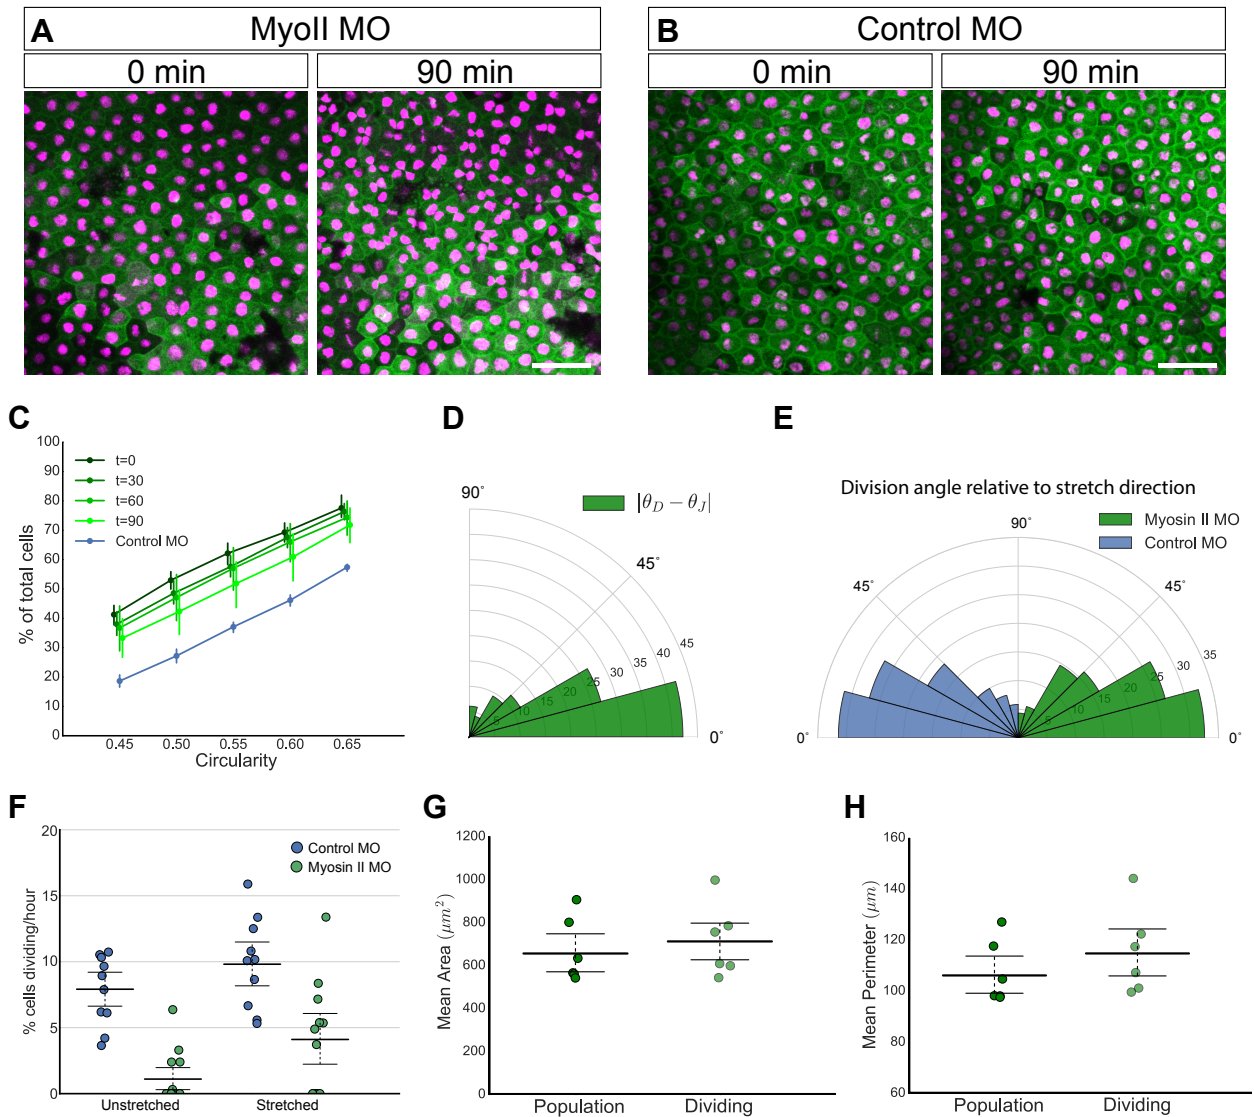 A
MyoII MO
0 min
90 min
B
Control MO
0 min
90 min
C
100
90
80
70
60
50
40
30
20
10
0
% of total cells
t=0
t=30
t=60
t=90
Control MO
0.45 0.50 0.55 0.60 0.65
Circularity
D
90°
|θ_D − θ_J|
45°
45
40
35
30
25
20
15
10
5
0°
E
Division angle relative to stretch direction
90°
Myosin II MO
Control MO
45°
45°
35
30
25
20
15
10
5
0°
0°
F
20
15
10
5
0
% cells dividing/hour
Control MO
Myosin II MO
Unstretched Stretched
G
1200
1000
800
600
400
200
0
Mean Area (μm²)
Population Dividing
H
160
140
120
100
80
60
Mean Perimeter (μm)
Population Dividing